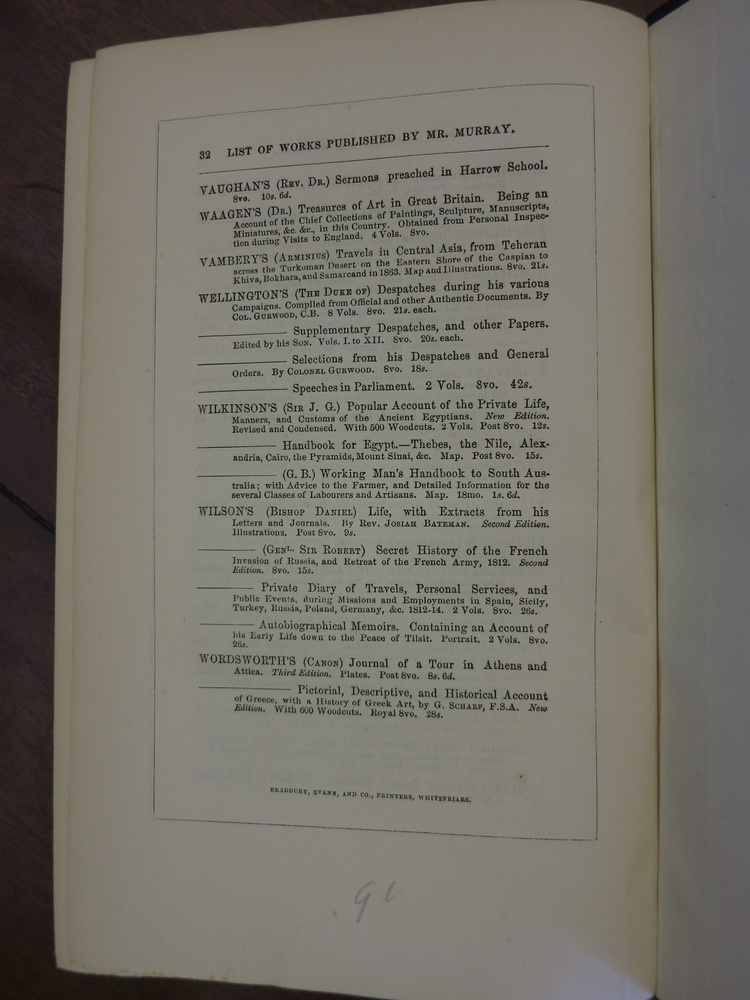 32 LIST OF WORKS PUBLISHED BY MR. MURRAY.
VAUGHAN'S (Rev. Dr.) Sermons preached in Harrow School.
8vo. 10s. 6d.
WAAGEN'S (Dr.) Treasures of Art in Great Britain. Being an
Account of the Chief Collections of Paintings, Sculpture, Manuscripts,
Miniatures, &c. &c., in this Country. Obtained from Personal Inspec-
tion during Visits to England. 4 Vols. 8vo.
VAMBERY'S (Arminius) Travels in Central Asia, from Teheran
across the Turkoman Desert on the Eastern Shore of the Caspian to
Khiva, Bokhara, and Samarcand in 1863. Map and Illustrations. 8vo. 21s.
WELLINGTON'S (The Duke of) Despatches during his various
Campaigns. Compiled from Official and other Authentic Documents. By
Col. Gurwood, C.B. 8 Vols. 8vo. 21s. each.
——— Supplementary Despatches, and other Papers.
Edited by his Son. Vols. I. to XII. 8vo. 20s. each.
——— Selections from his Despatches and General
Orders. By Colonel Gurwood. 8vo. 18s.
——— Speeches in Parliament. 2 Vols. 8vo. 42s.
WILKINSON'S (Sir J. G.) Popular Account of the Private Life,
Manners, and Customs of the Ancient Egyptians. New Edition.
Revised and Condensed. With 500 Woodcuts. 2 Vols. Post 8vo. 12s.
——— Handbook for Egypt.—Thebes, the Nile, Alex-
andria, Cairo, the Pyramids, Mount Sinai, &c. Map. Post 8vo. 15s.
——— (G. B.) Working Man's Handbook to South Aus-
tralia; with Advice to the Farmer, and Detailed Information for the
several Classes of Labourers and Artisans. Map. 18mo. 1s. 6d.
WILSON'S (Bishop Daniel) Life, with Extracts from his
Letters and Journals. By Rev. Josiah Bateman. Second Edition.
Illustrations. Post 8vo. 9s.
——— (Genl. Sir Robert) Secret History of the French
Invasion of Russia, and Retreat of the French Army, 1812. Second
Edition. 8vo. 15s.
——— Private Diary of Travels, Personal Services, and
Public Events, during Missions and Employments in Spain, Sicily,
Turkey, Russia, Poland, Germany, &c. 1812-14. 2 Vols. 8vo. 26s.
——— Autobiographical Memoirs. Containing an Account of
his Early Life down to the Peace of Tilsit. Portrait. 2 Vols. 8vo.
26s.
WORDSWORTH'S (Canon) Journal of a Tour in Athens and
Attica. Third Edition. Plates. Post 8vo. 8s. 6d.
——— Pictorial, Descriptive, and Historical Account
of Greece, with a History of Greek Art, by G. Scharf, F.S.A. New
Edition. With 600 Woodcuts. Royal 8vo. 28s.
BRADBURY, EVANS, AND CO., PRINTERS, WHITEFRIARS.